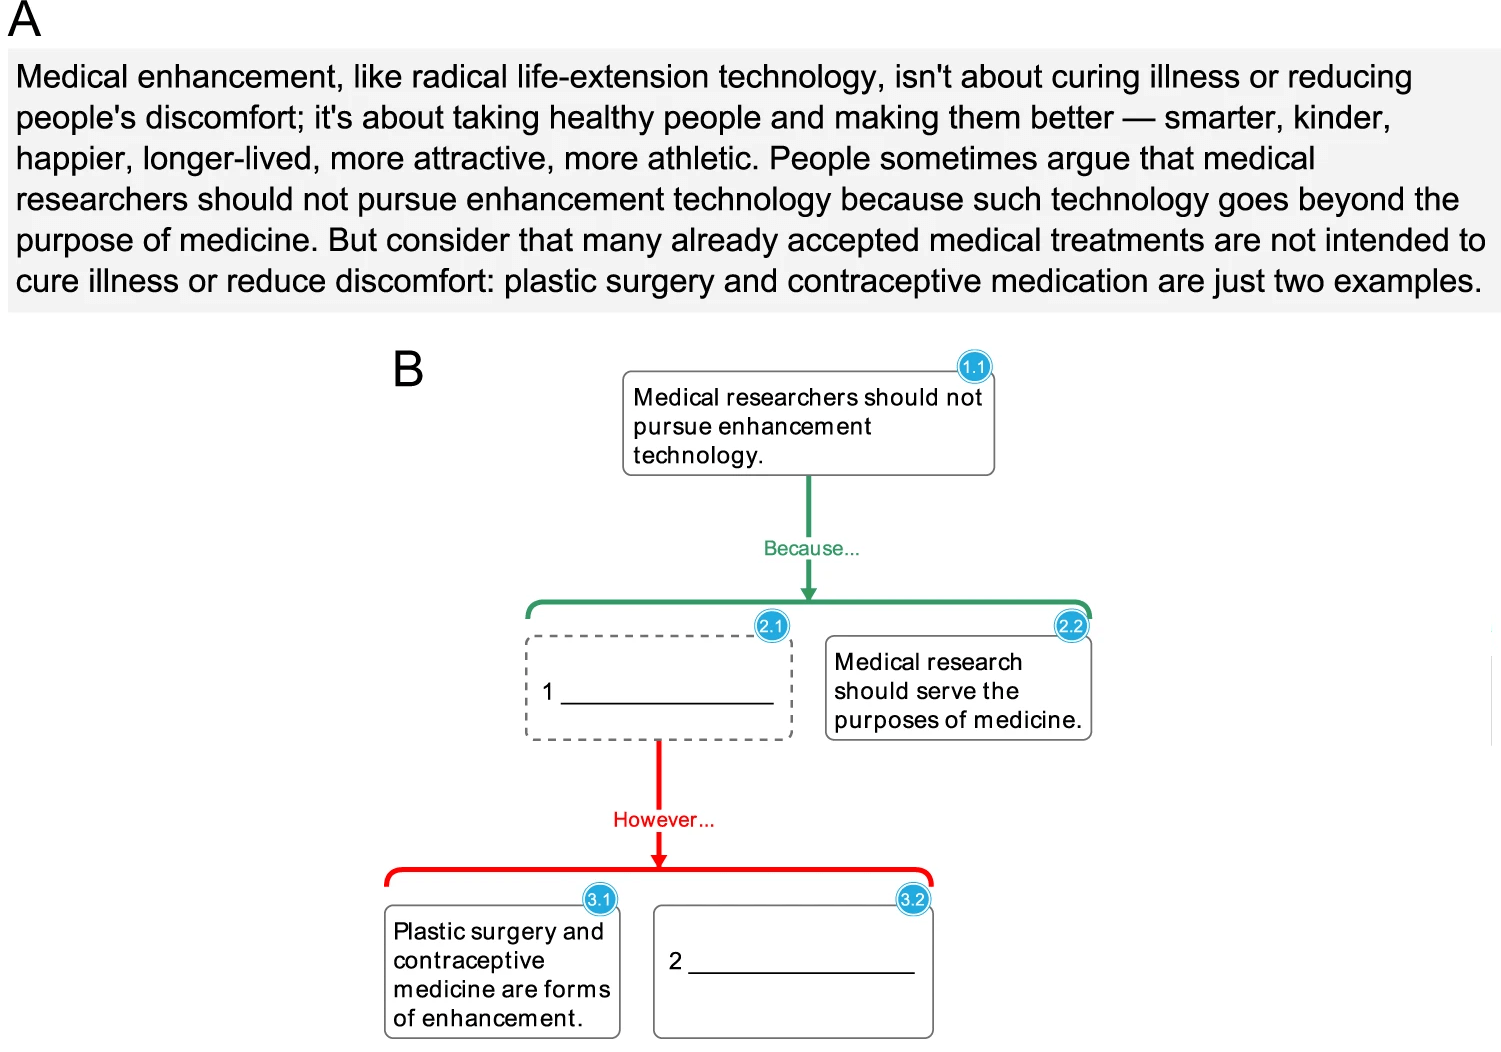 A
Medical enhancement, like radical life-extension technology, isn't about curing illness or reducing
people's discomfort; it's about taking healthy people and making them better — smarter, kinder,
happier, longer-lived, more attractive, more athletic. People sometimes argue that medical
researchers should not pursue enhancement technology because such technology goes beyond the
purpose of medicine. But consider that many already accepted medical treatments are not intended to
cure illness or reduce discomfort: plastic surgery and contraceptive medication are just two examples.
B
1.1
Medical researchers should not
pursue enhancement
technology.
Because...
2.1
1 ________________
2.2
Medical research
should serve the
purposes of medicine.
However...
3.1
Plastic surgery and
contraceptive
medicine are forms
of enhancement.
3.2
2 ________________